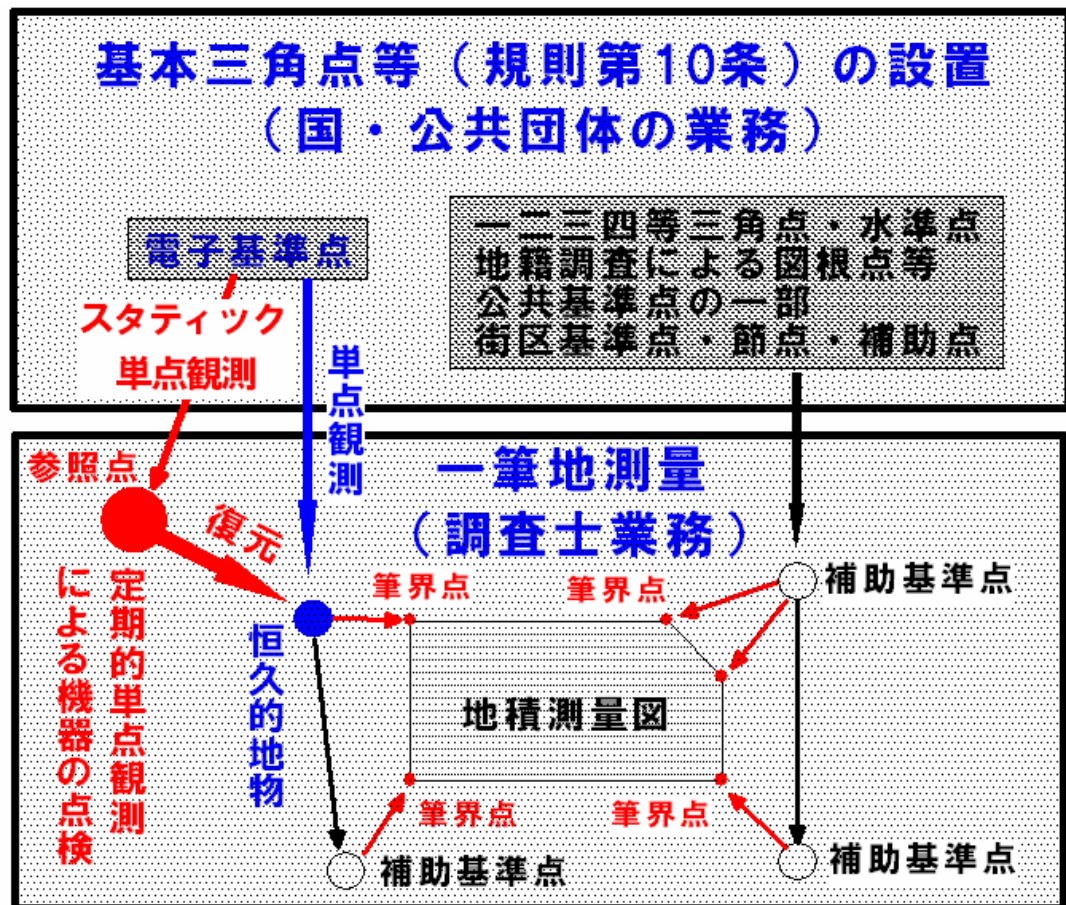 基本三角点等（規則第10条）の設置
（国・公共団体の業務）
電子基準点
一二三四等三角点・水準点
地籍調査による図根点等
公共基準点の一部
街区基準点・節点・補助点
スタティック
単点観測
単点観測
参照点
一筆地測量
（調査士業務）
復元
定期的単点観測
による機器の点検
筆界点
筆界点
補助基準点
恒久的地物
地積測量図
筆界点
筆界点
補助基準点
補助基準点